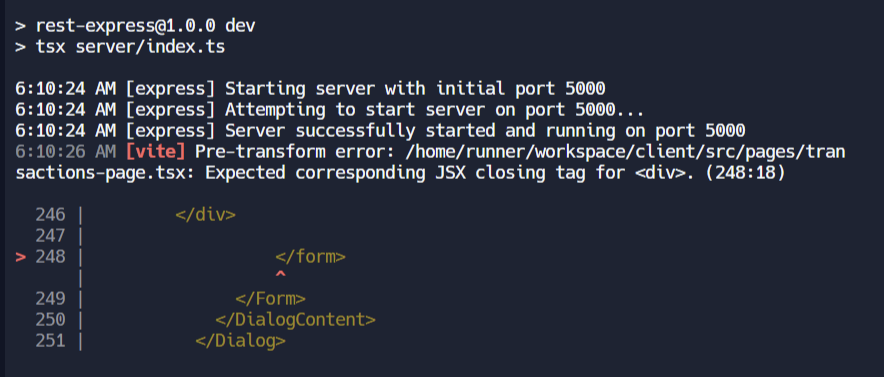 > rest-express@1.0.0 dev
> tsx server/index.ts
6:10:24 AM [express] Starting server with initial port 5000
6:10:24 AM [express] Attempting to start server on port 5000...
6:10:24 AM [express] Server successfully started and running on port 5000
6:10:26 AM [vite] Pre-transform error: /home/runner/workspace/client/src/pages/tran
sactions-page.tsx: Expected corresponding JSX closing tag for <div>. (248:18)
  246 |         </div>
  247 |
> 248 |                   </form>
      |                   ^
  249 |               </Form>
  250 |             </DialogContent>
  251 |           </Dialog>